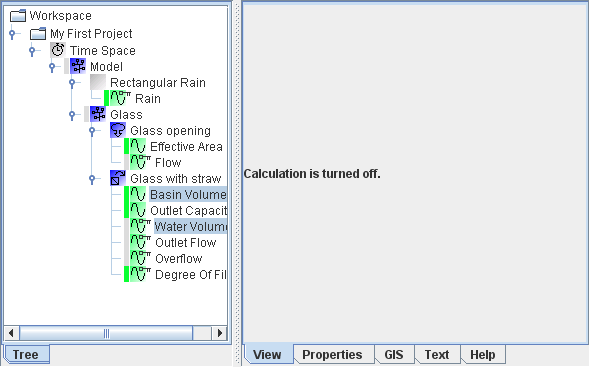 Workspace
My First Project
Time Space
Model
Rectangular Rain
Rain
Glass
Glass opening
Effective Area
Flow
Glass with straw
Basin Volume
Outlet Capacit
Water Volume
Outlet Flow
Overflow
Degree Of Fil
Tree
Calculation is turned off.
View Properties GIS Text Help